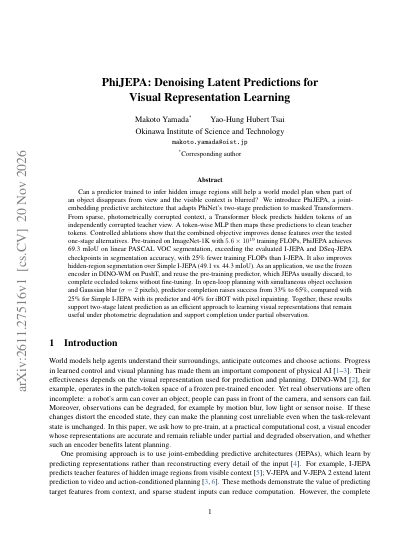 PhiJEPA: Denoising Latent Predictions for
Visual Representation Learning
Makoto Yamada* Yao-Hung Hubert Tsai
Okinawa Institute of Science and Technology
makoto.yamada@oist.jp
*Corresponding author
Abstract
Can a predictor trained to infer hidden image regions still help a world model plan when part of
an object disappears from view and the visible context is blurred? We introduce PhiJEPA, a joint-
embedding predictive architecture that adapts PhiNet's two-stage prediction to masked Transformers.
From sparse, photometrically corrupted context, a Transformer block predicts hidden tokens of an
independently corrupted teacher view. A token-wise MLP then maps these predictions to clean teacher
tokens. Controlled ablations show that the combined objective improves dense features over the tested
one-stage alternatives. Pre-trained on ImageNet-1K with 5.6 × 10¹⁹ training FLOPs, PhiJEPA achieves
69.3 mIoU on linear PASCAL VOC segmentation, exceeding the evaluated I-JEPA and DSeq-JEPA
checkpoints in segmentation accuracy, with 25% fewer training FLOPs than I-JEPA. It also improves
hidden-region segmentation over Simple I-JEPA (49.1 vs. 44.3 mIoU). As an application, we use the frozen
encoder in DINO-WM on PushT, and reuse the pre-training predictor, which JEPAs usually discard, to
complete occluded tokens without fine-tuning. In open-loop planning with simultaneous object occlusion
and Gaussian blur (σ = 2 pixels), predictor completion raises success from 33% to 65%, compared with
25% for Simple I-JEPA with its predictor and 40% for iBOT with pixel inpainting. Together, these results
support two-stage latent prediction as an approach to learning visual representations that remain
useful under photometric degradation and support completion under partial observation.
1 Introduction
World models help agents understand their surroundings, anticipate outcomes and choose actions. Progress
in learned control and visual planning has made them an important component of physical AI [1–3]. Their
effectiveness depends on the visual representation used for prediction and planning. DINO-WM [2], for
example, operates in the patch-token space of a frozen pre-trained encoder. Yet real observations are often
incomplete: a robot's arm can cover an object, people can pass in front of the camera, and sensors can fail.
Moreover, observations can be degraded, for example by motion blur, low light or sensor noise. If these
changes distort the encoded state, they can make the planning cost unreliable even when the task-relevant
state is unchanged. In this paper, we ask how to pre-train, at a practical computational cost, a visual encoder
whose representations are accurate and remain reliable under partial and degraded observation, and whether
such an encoder benefits latent planning.
One promising approach is to use joint-embedding predictive architectures (JEPAs), which learn by
predicting representations rather than reconstructing every detail of the input [4]. For example, I-JEPA
predicts teacher features of hidden image regions from visible context [5]; V-JEPA and V-JEPA 2 extend latent
prediction to video and action-conditioned planning [3, 6]. These methods demonstrate the value of predicting
target features from context, and sparse student inputs can reduce computation. However, the complete
1
arXiv:2611.27516v1 [cs.CV] 20 Nov 2026